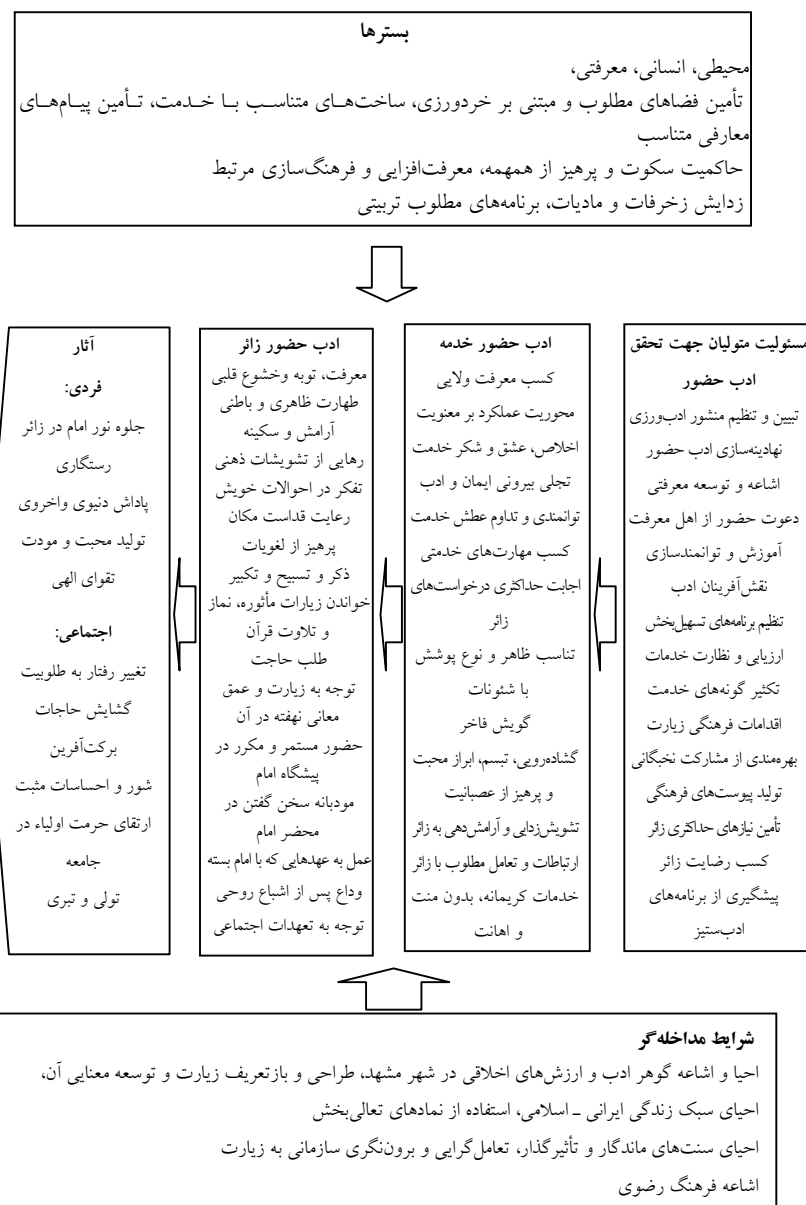 بسترها
محیطی، انسانی، معرفتی،
تأمین فضاهای مطلوب و مبتنی بر خردورزی، ساخت‌های متناسب با خدمت، تأمین پیام‌های
معارفی متناسب
حاکمیت سکوت و پرهیز از همهمه، معرفت‌افزایی و فرهنگ‌سازی مرتبط
زدایش زخرفات و مادیات، برنامه‌های مطلوب تربیتی
مسئولیت متولیان جهت تحقق
ادب حضور
تبیین و تنظیم منشور ادب‌ورزی
نهادینه‌سازی ادب حضور
اشاعه و توسعه معرفتی
دعوت حضور از اهل معرفت
آموزش و توانمندسازی
نقش‌آفرینان ادب
تنظیم برنامه‌های تسهیل‌بخش
ارزیابی و نظارت خدمات
تکثیر گونه‌های خدمت
اقدامات فرهنگی زیارت
بهره‌مندی از مشارکت نخبگانی
تولید پیوست‌های فرهنگی
تأمین نیازهای حداکثری زائر
کسب رضایت زائر
پیشگیری از برنامه‌های
ادب‌ستیز
ادب حضور خدمه
کسب معرفت ولایی
محوریت عملکرد بر معنویت
اخلاص، عشق و شکر خدمت
تجلی بیرونی ایمان و ادب
توانمندی و تداوم عطش خدمت
کسب مهارت‌های خدمتی
اجابت حداکثری درخواست‌های
زائر
تناسب ظاهر و نوع پوشش
با شئونات
گویش فاخر
گشاده‌رویی، تبسم، ابراز محبت
و پرهیز از عصبانیت
تشویش‌زدایی و آرامش‌دهی به زائر
ارتباطات و تعامل مطلوب با زائر
خدمات کریمانه، بدون منت
و اهانت
ادب حضور زائر
معرفت، توبه وخشوع قلبی
طهارت ظاهری و باطنی
آرامش و سکینه
رهایی از تشویشات ذهنی
تفکر در احوالات خویش
رعایت قداست مکان
پرهیز از لغویات
ذکر و تسبیح و تکبیر
خواندن زیارات مأثوره، نماز
و تلاوت قرآن
طلب حاجت
توجه به زیارت و عمق
معانی نهفته در آن
حضور مستمر و مکرر در
پیشگاه امام
مودبانه سخن گفتن در
محضر امام
عمل به عهدهایی که با امام بسته
وداع پس از اشباع روحی
توجه به تعهدات اجتماعی
آثار
فردی:
جلوه نور امام در زائر
رستگاری
پاداش دنیوی واخروی
تولید محبت و مودت
تقوای الهی
اجتماعی:
تغییر رفتار به طلوبیت
گشایش حاجات
برکت‌آفرین
شور و احساسات مثبت
ارتقای حرمت اولیاء در
جامعه
تولی و تبری
شرایط مداخله‌گر
احیا و اشاعه گوهر ادب و ارزش‌های اخلاقی در شهر مشهد، طراحی و بازتعریف زیارت و توسعه معنایی آن،
احیای سبک زندگی ایرانی ـ اسلامی، استفاده از نمادهای تعالی‌بخش
احیای سنت‌های ماندگار و تأثیرگذار، تعامل‌گرایی و برون‌نگری سازمانی به زیارت
اشاعه فرهنگ رضوی